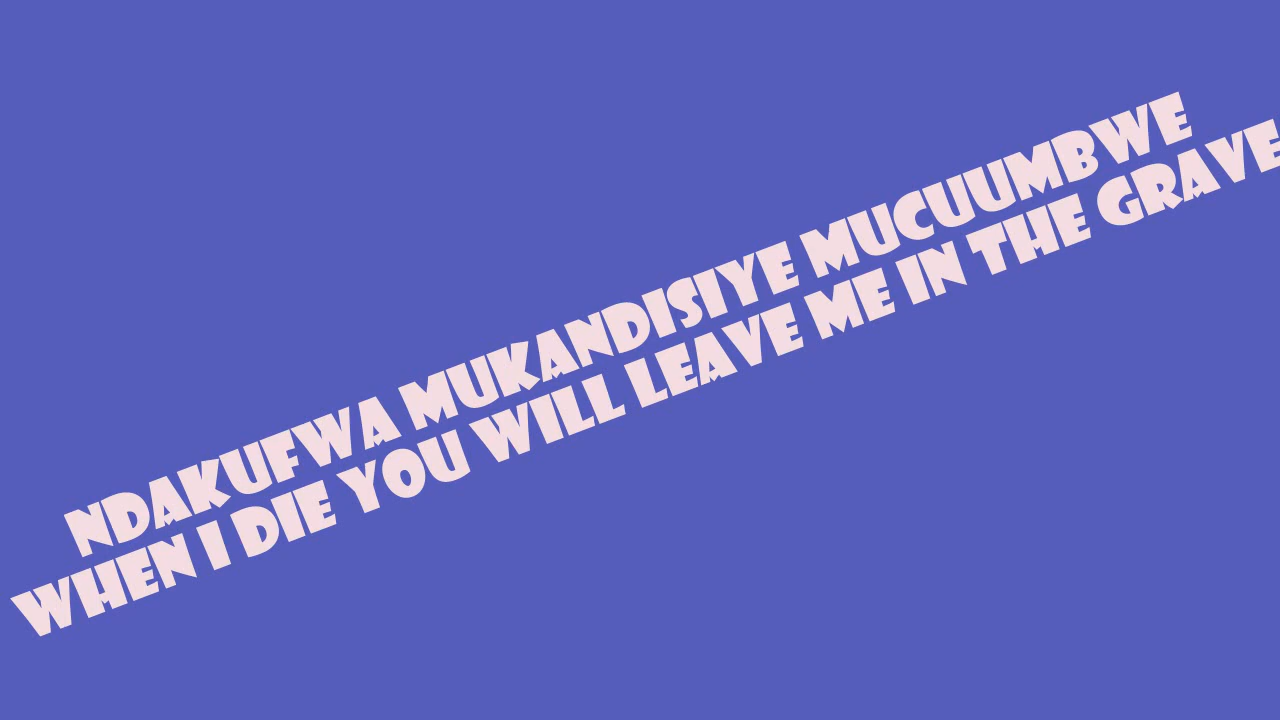 NDAKUFWA MUKANDISIYE MUCUUMBWE
WHEN I DIE YOU WILL LEAVE ME IN THE GRAVE